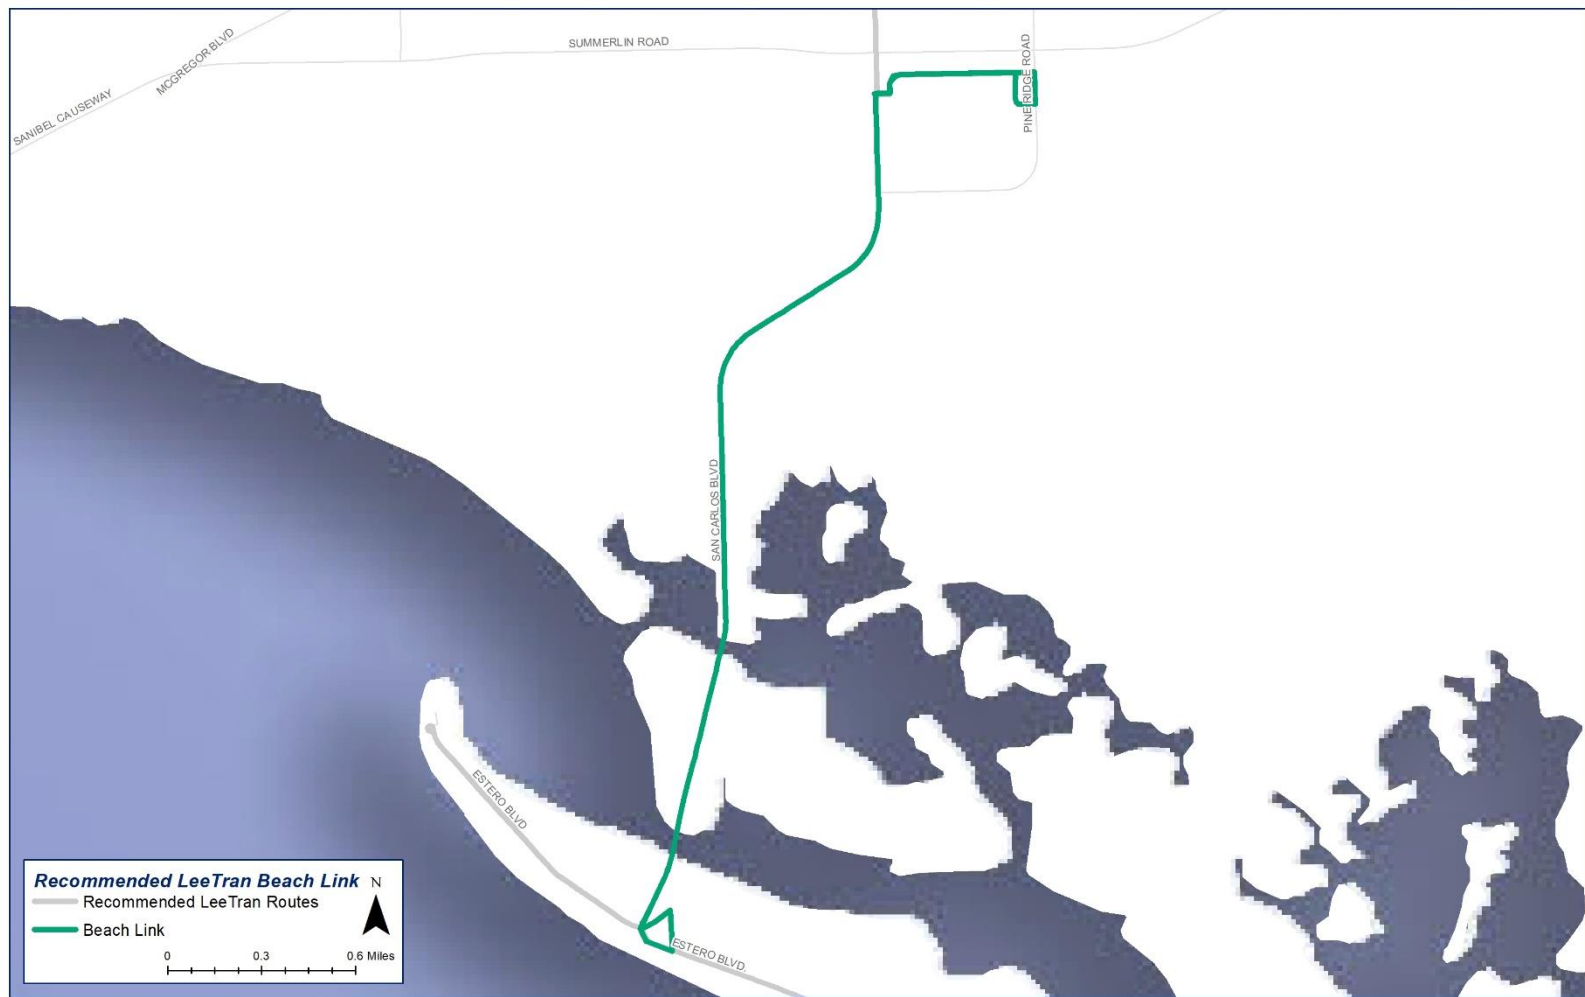 SUMMERLIN ROAD
MCGREGOR BLVD
PINE RIDGE ROAD
SANIBEL CAUSEWAY
SAN CARLOS BLVD
ESTERO BLVD
ESTERO BLVD.
Recommended LeeTran Beach Link
N
Recommended LeeTran Routes
Beach Link
0 0.3 0.6 Miles